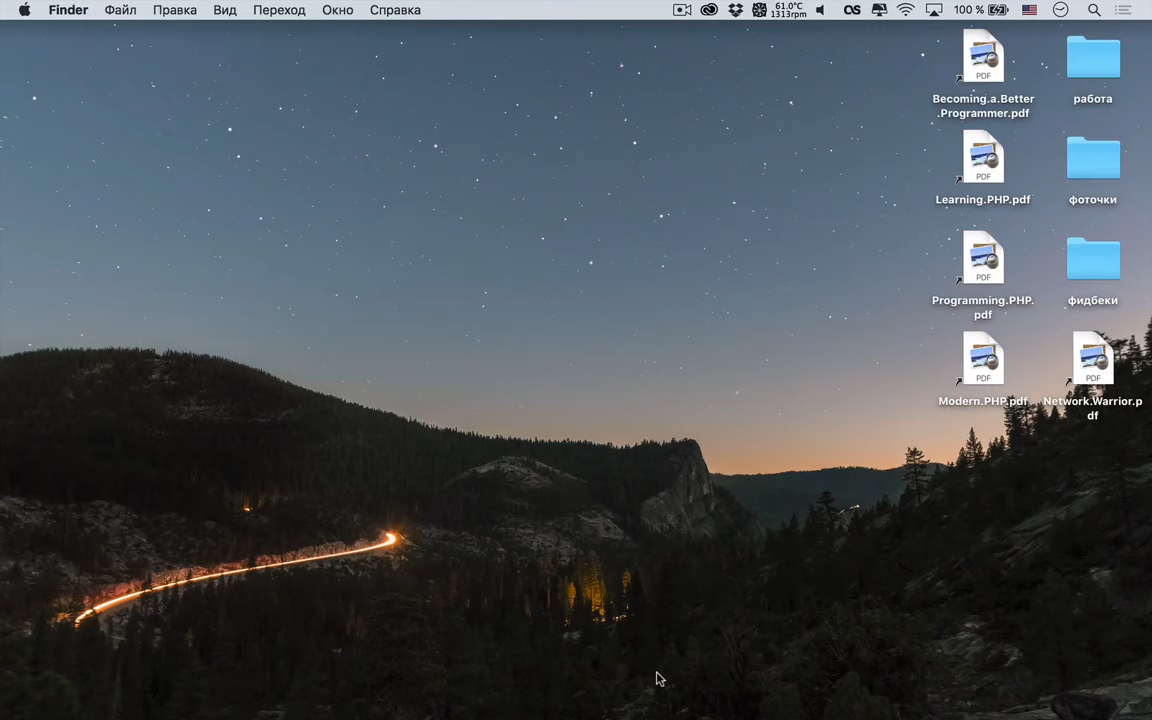 Finder Файл Правка Вид Переход Окно Справка 61.0°C 1313rpm 100 %
PDF
Becoming.a.Better
.Programmer.pdf
работа
PDF
Learning.PHP.pdf
фоточки
PDF
Programming.PHP.
pdf
фидбеки
PDF
Modern.PHP.pdf
PDF
Network.Warrior.p
df